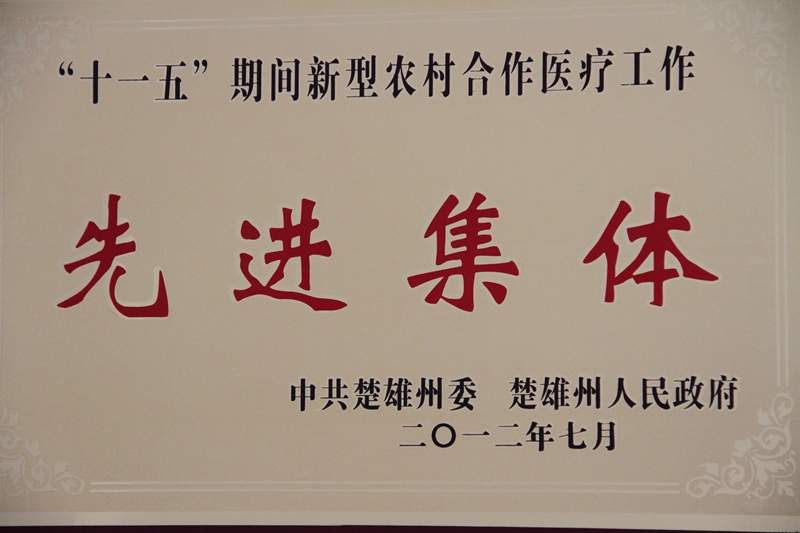 “十一五”期间新型农村合作医疗工作
先进集体
中共楚雄州委 楚雄州人民政府
二〇一二年七月